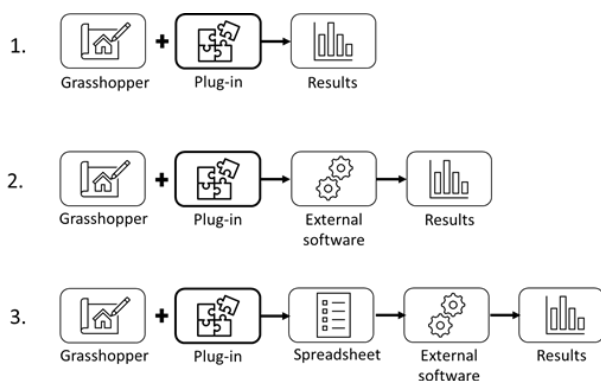 1.
Grasshopper + Plug-in Results
2.
Grasshopper + Plug-in External software Results
3.
Grasshopper + Plug-in Spreadsheet External software Results